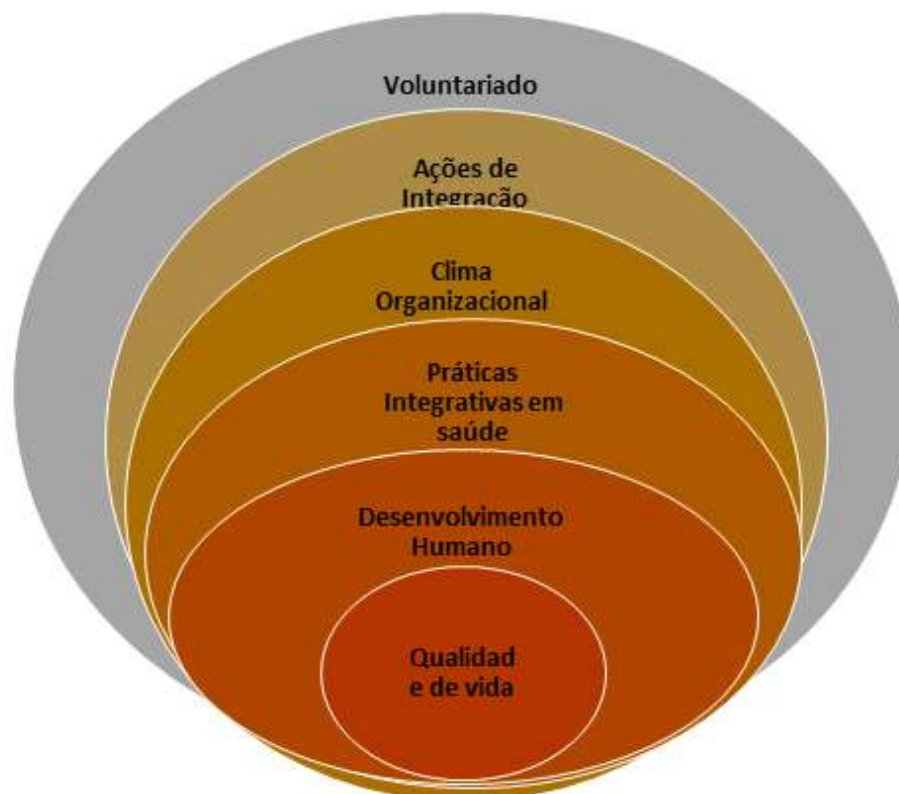 Voluntariado
Ações de
Integração
Clima
Organizacional
Práticas
Integrativas em
saúde
Desenvolvimento
Humano
Qualidad
e de vida